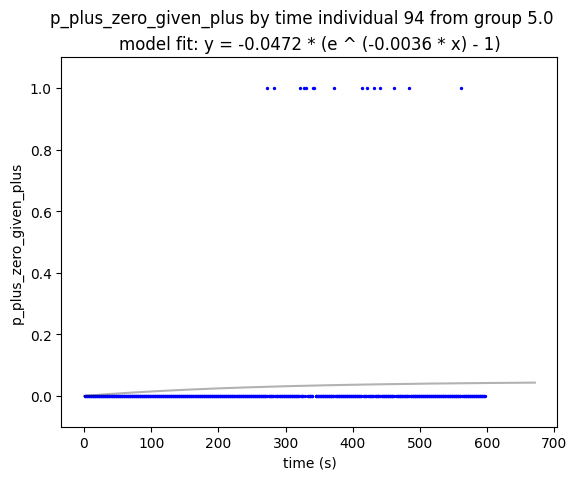 p_plus_zero_given_plus by time individual 94 from group 5.0
model fit: y = -0.0472 * (e ^ (-0.0036 * x) - 1)
1.0
0.8
0.6
0.4
0.2
0.0
p_plus_zero_given_plus
0 100 200 300 400 500 600 700
time (s)